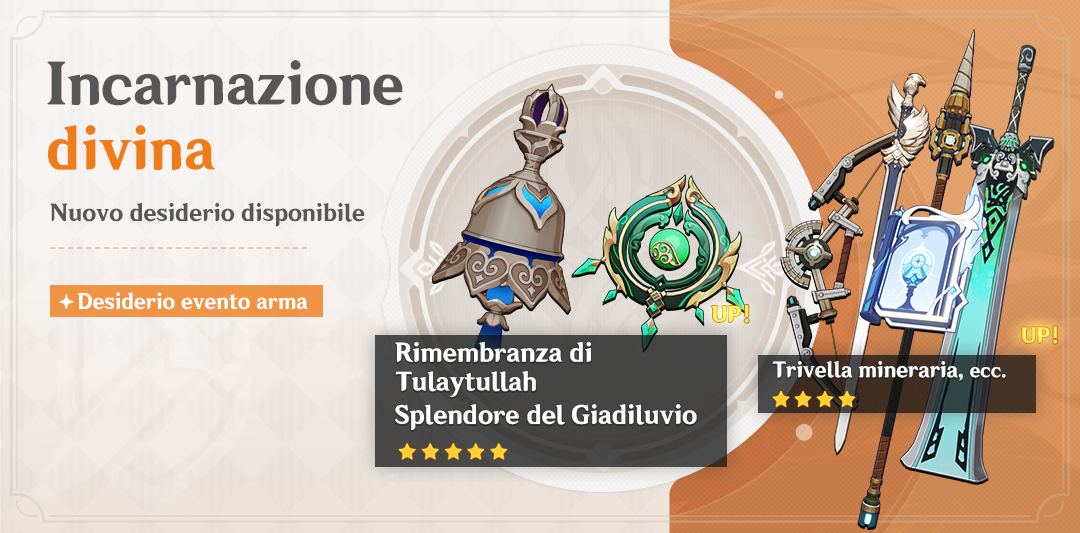 Incarnazione
divina
Nuovo desiderio disponibile
Desiderio evento arma
UP!
Rimembranza di
Tulaytullah
Splendore del Giadiluvio
UP!
Trivella mineraria, ecc.